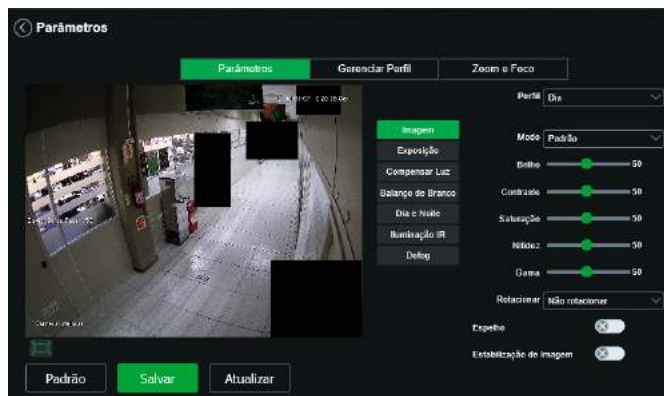 Parâmetros
Parâmetros Gerenciar Perfil Zoom e Foco
Perfil Dia
Imagem
Exposição
Compensar Luz
Balanço de Branco
Dia e Noite
Iluminação IR
Defog
Modo Padrão
Brilho 50
Contraste 50
Saturação 50
Nitidez 50
Gama 50
Rotacionar Não rotacionar
Espelho
Estabilização de Imagem
Padrão Salvar Atualizar